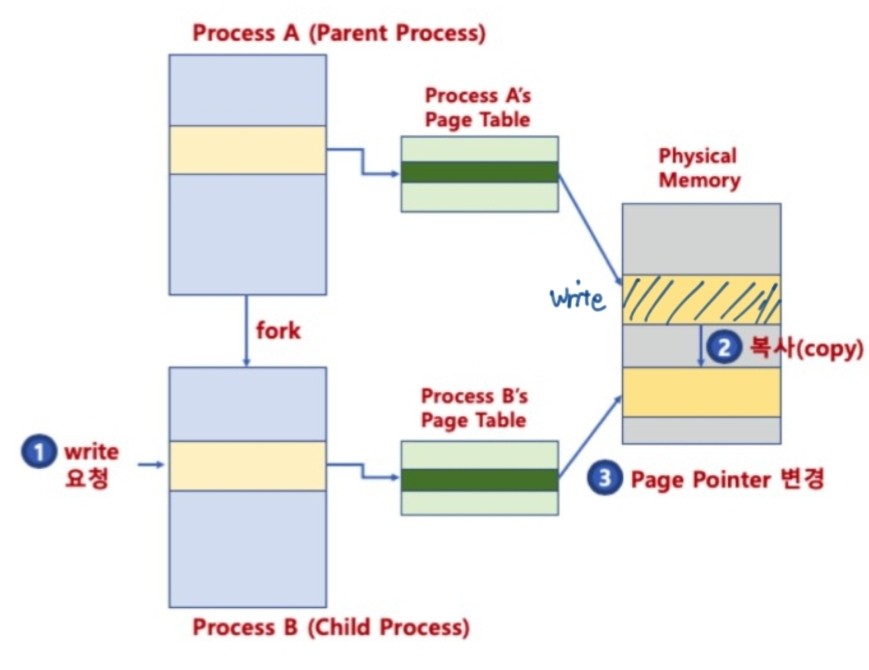 Process A (Parent Process)
Process A's
Page Table
Physical
Memory
write
fork
2 복사(copy)
Process B's
Page Table
1 write
요청
3 Page Pointer 변경
Process B (Child Process)